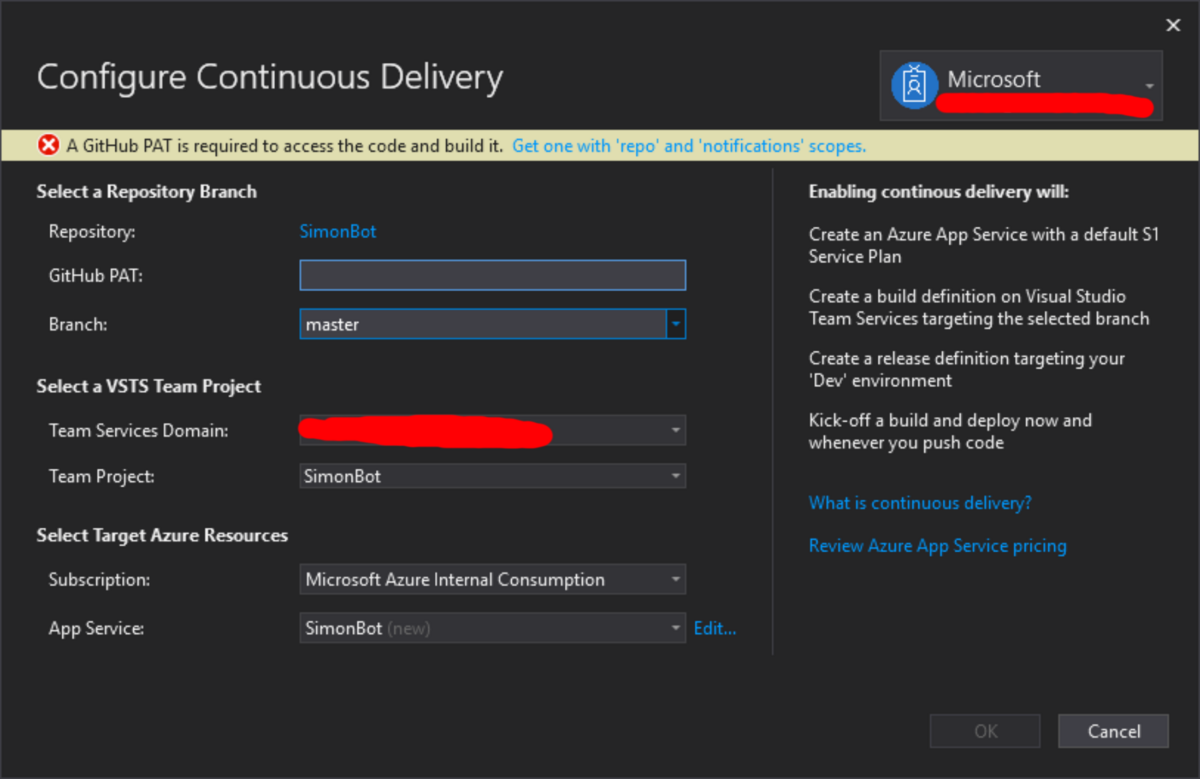 Configure Continuous Delivery
Microsoft
A GitHub PAT is required to access the code and build it. Get one with 'repo' and 'notifications' scopes.
Select a Repository Branch
Repository: SimonBot
GitHub PAT:
Branch: master
Select a VSTS Team Project
Team Services Domain:
Team Project: SimonBot
Select Target Azure Resources
Subscription: Microsoft Azure Internal Consumption
App Service: SimonBot (new) Edit...
Enabling continous delivery will:
Create an Azure App Service with a default S1
Service Plan
Create a build definition on Visual Studio
Team Services targeting the selected branch
Create a release definition targeting your
'Dev' environment
Kick-off a build and deploy now and
whenever you push code
What is continuous delivery?
Review Azure App Service pricing
OK Cancel